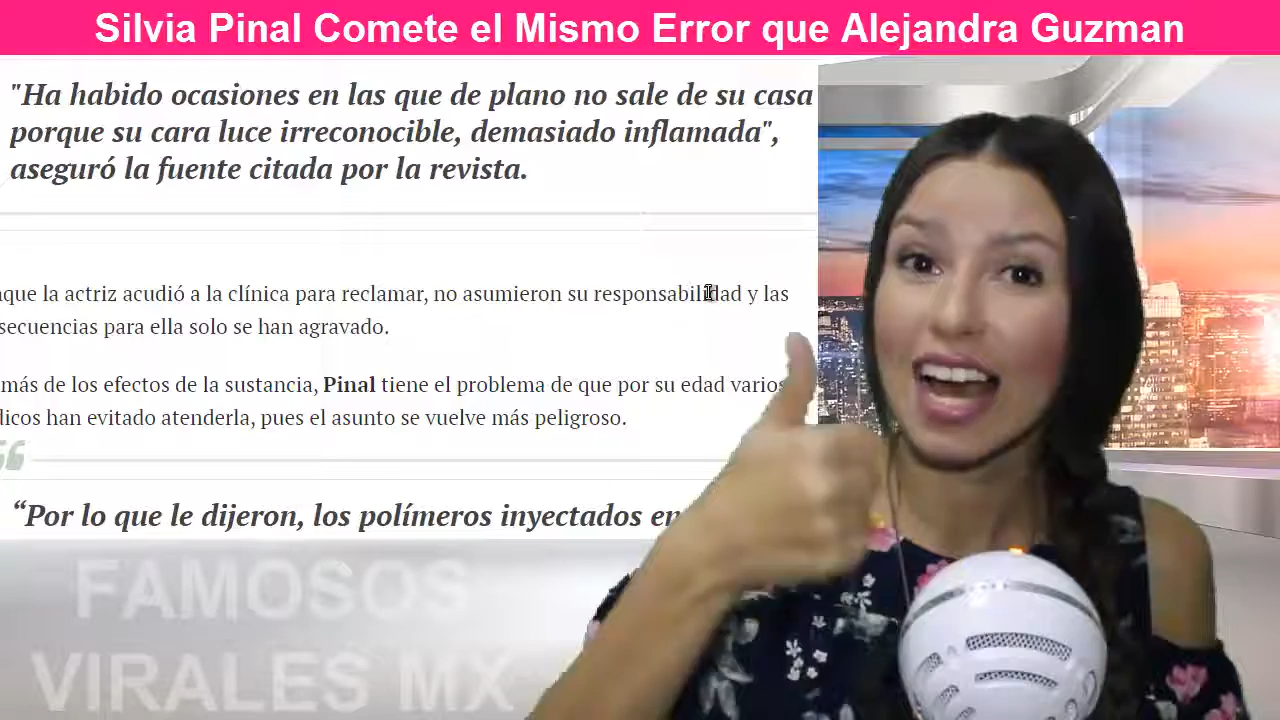 Silvia Pinal Comete el Mismo Error que Alejandra Guzman
"Ha habido ocasiones en las que de plano no sale de su casa
porque su cara luce irreconocible, demasiado inflamada",
aseguró la fuente citada por la revista.
la actriz acudió a la clínica para reclamar, no asumieron su responsabilidad y las
para ella solo se han agravado.
de los efectos de la sustancia, Pinal tiene el problema de que por su edad varios
han evitado atenderla, pues el asunto se vuelve más peligroso.
“Por lo que le dijeron, los polímeros inyectados en
FAMOSOS
VIRALES MX